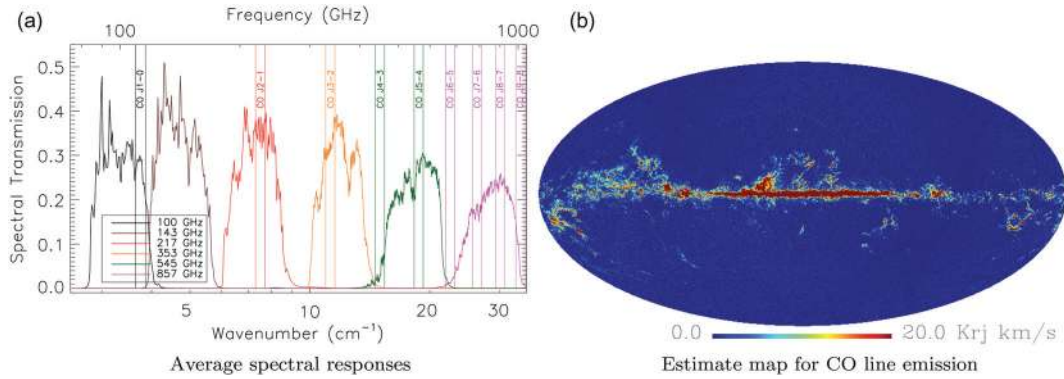 (a)
Frequency (GHz)
100
1000
Spectral Transmission
0.5
0.4
0.3
0.2
0.1
0.0
CO J1-0
CO J2-1
CO J3-2
CO J4-3
CO J5-4
CO J6-5
CO J7-6
CO J8-7
CO J9-8
100 GHz
143 GHz
217 GHz
353 GHz
545 GHz
857 GHz
5
10
20
30
Wavenumber (cm⁻¹)
Average spectral responses
(b)
0.0
20.0 Krj km/s
Estimate map for CO line emission